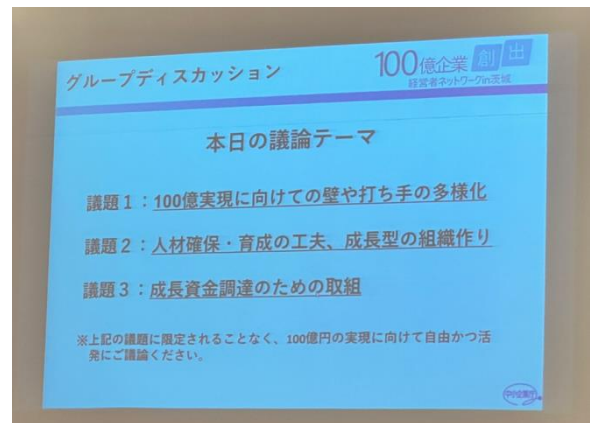 グループディスカッション
100億企業 創出
経営者ネットワークin茨城
本日の議論テーマ
議題1：100億実現に向けての壁や打ち手の多様化
議題2：人材確保・育成の工夫、成長型の組織作り
議題3：成長資金調達のための取組
※上記の議題に限定されることなく、100億円の実現に向けて自由かつ活
発にご議論ください。
中小企業庁